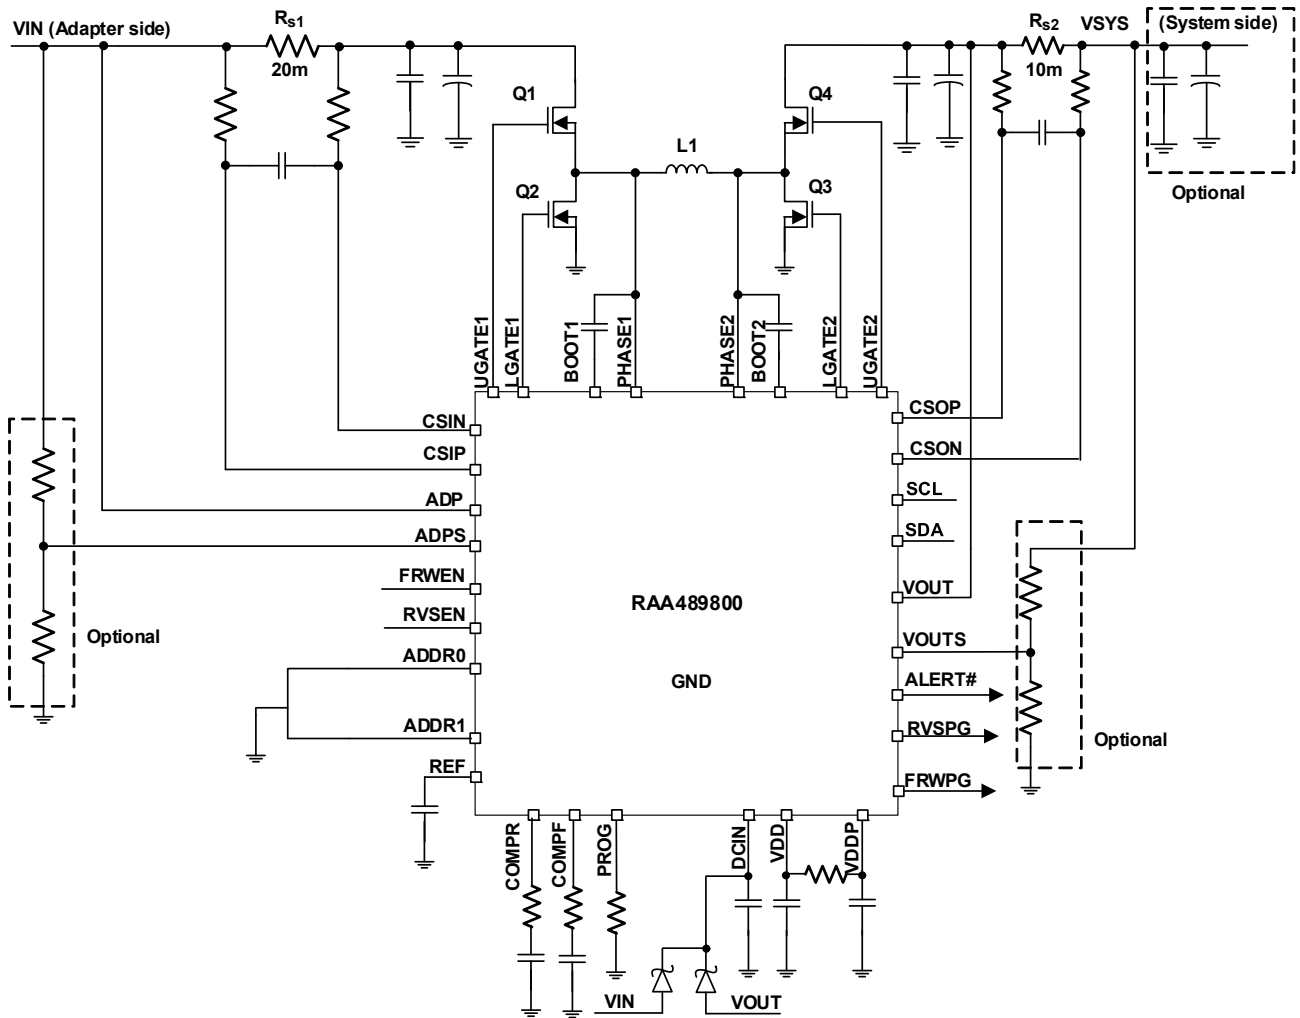 VIN (Adapter side)
Rs1
20m
Rs2
10m
VSYS
(System side)
Optional
Q1
Q4
L1
Q2
Q3
UGATE1
LGATE1
BOOT1
PHASE1
PHASE2
BOOT2
LGATE2
UGATE2
CSIN
CSIP
ADP
ADPS
FRWEN
RVSEN
ADDR0
ADDR1
REF
Optional
RAA489800
GND
CSOP
CSON
SCL
SDA
VOUT
VOUTS
ALERT#
RVSPG
FRWPG
Optional
COMPR
COMPF
PROG
DCIN
VDD
VDDP
VIN
VOUT